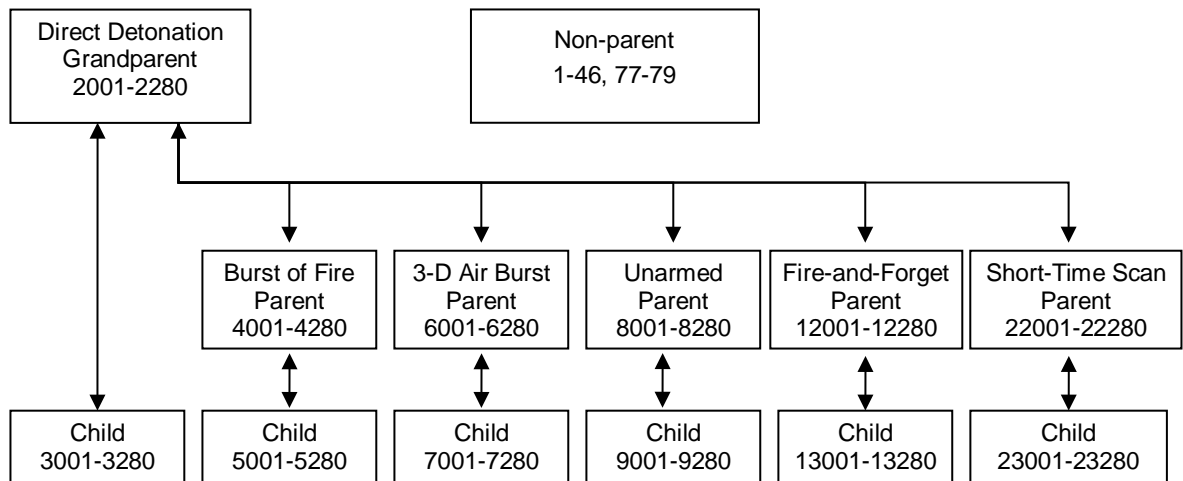 Direct Detonation
Grandparent
2001-2280
Non-parent
1-46, 77-79
Burst of Fire
Parent
4001-4280
3-D Air Burst
Parent
6001-6280
Unarmed
Parent
8001-8280
Fire-and-Forget
Parent
12001-12280
Short-Time Scan
Parent
22001-22280
Child
3001-3280
Child
5001-5280
Child
7001-7280
Child
9001-9280
Child
13001-13280
Child
23001-23280